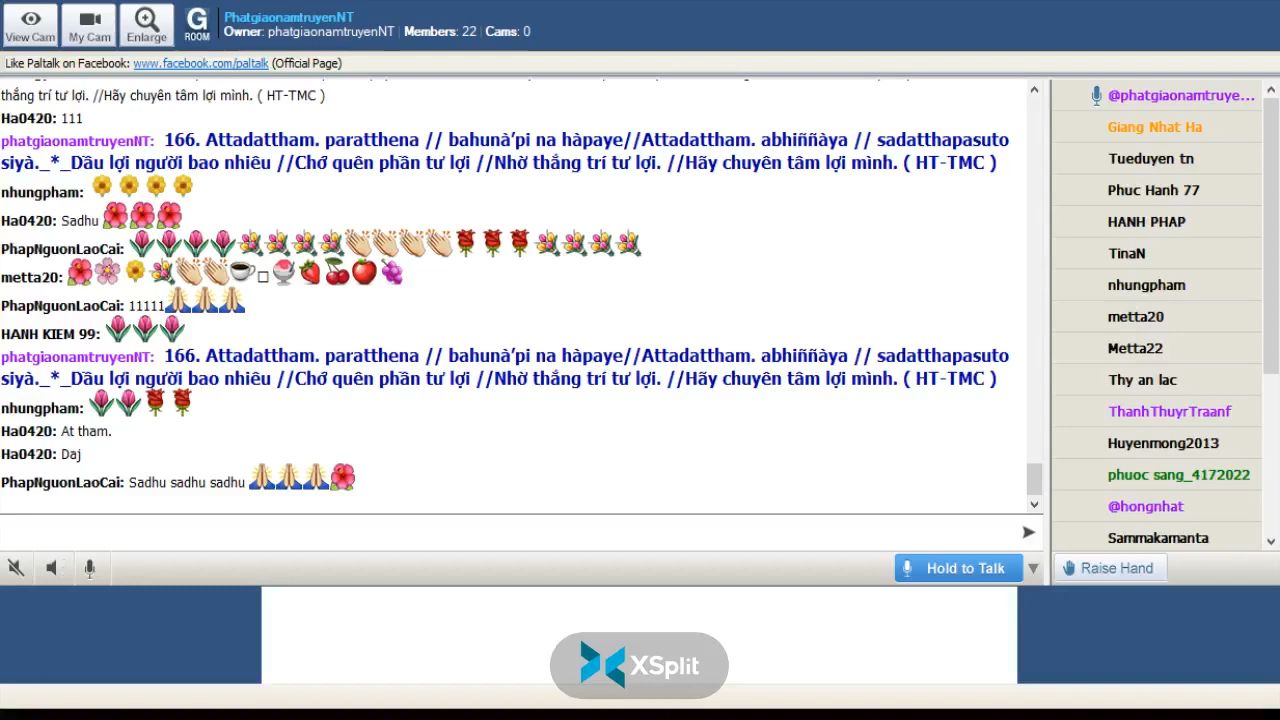 View Cam
My Cam
Enlarge
G
ROOM
PhatgiaonamtruyenNT
Owner: phatgiaonamtruyenNT | Members: 22 | Cams: 0
Like Paltalk on Facebook: www.facebook.com/paltalk (Official Page)
thắng trí tư lợi. //Hãy chuyên tâm lợi mình. ( HT-TMC )
Ha0420: 111
phatgiaonamtruyenNT: 166. Attadattham. paratthena // bahunà’pi na hàpaye//Attadattham. abhiññàya // sadatthapasuto
siyà._*_Dầu lợi người bao nhiêu //Chớ quên phần tư lợi //Nhờ thắng trí tư lợi. //Hãy chuyên tâm lợi mình. ( HT-TMC )
nhungpham:
Ha0420: Sadhu
PhapNguonLaoCai:
metta20:
PhapNguonLaoCai: 11111
HANH KIEM 99:
phatgiaonamtruyenNT: 166. Attadattham. paratthena // bahunà’pi na hàpaye//Attadattham. abhiññàya // sadatthapasuto
siyà._*_Dầu lợi người bao nhiêu //Chớ quên phần tư lợi //Nhờ thắng trí tư lợi. //Hãy chuyên tâm lợi mình. ( HT-TMC )
nhungpham:
Ha0420: At tham.
Ha0420: Daj
PhapNguonLaoCai: Sadhu sadhu sadhu
Hold to Talk
@phatgiaonamtruye...
Giang Nhat Ha
Tueduyen tn
Phuc Hanh 77
HANH PHAP
TinaN
nhungpham
metta20
Metta22
Thy an lac
ThanhThuyrTraanf
Huyenmong2013
phuoc sang_4172022
@hongnhat
Sammakamanta
Raise Hand
XSplit